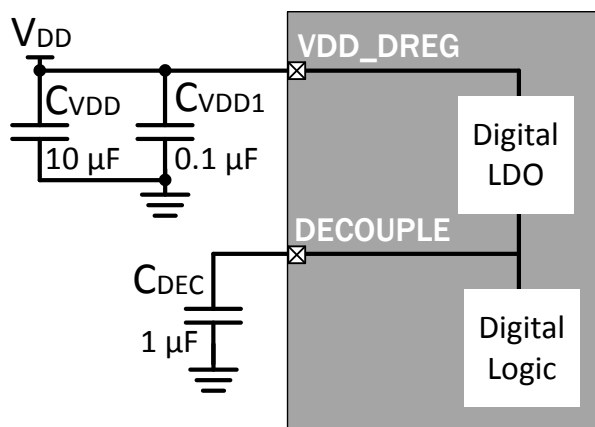 VDD
VDD_DREG
CVDD
CVDD1
10 µF
0.1 µF
Digital
LDO
DECOUPLE
CDEC
1 µF
Digital
Logic